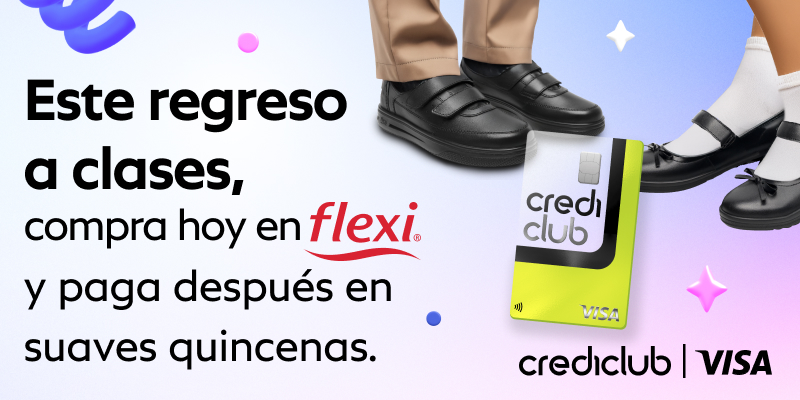 Este regreso
a clases,
compra hoy en flexi®
y paga después en
suaves quincenas.
credi
club
VISA
crediclub | VISA